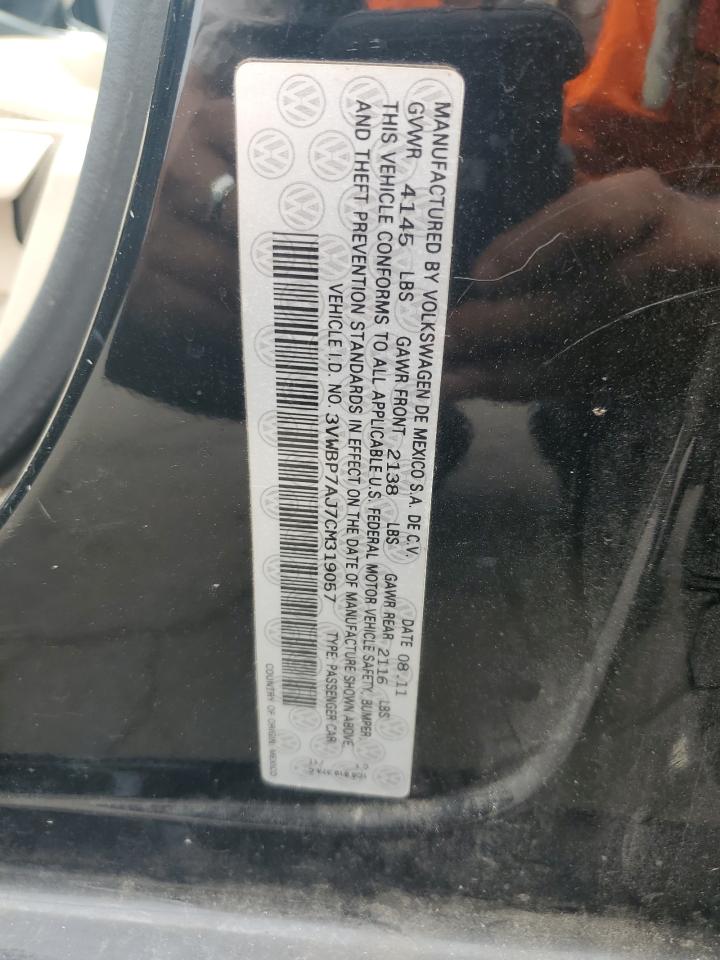 MANUFACTURED BY VOLKSWAGEN DE MEXICO S.A. DE C.V. DATE 08.11
GVWR 4145 LBS GAWR FRONT 2138 LBS GAWR REAR 2116 LBS
THIS VEHICLE CONFORMS TO ALL APPLICABLE U.S. FEDERAL MOTOR VEHICLE SAFETY, BUMPER,
AND THEFT PREVENTION STANDARDS IN EFFECT ON THE DATE OF MANUFACTURE SHOWN ABOVE.
VEHICLE I.D. NO. 3VWBP7AJ7CM319057 TYPE: PASSENGER CAR
COUNTRY OF ORIGIN: MEXICO